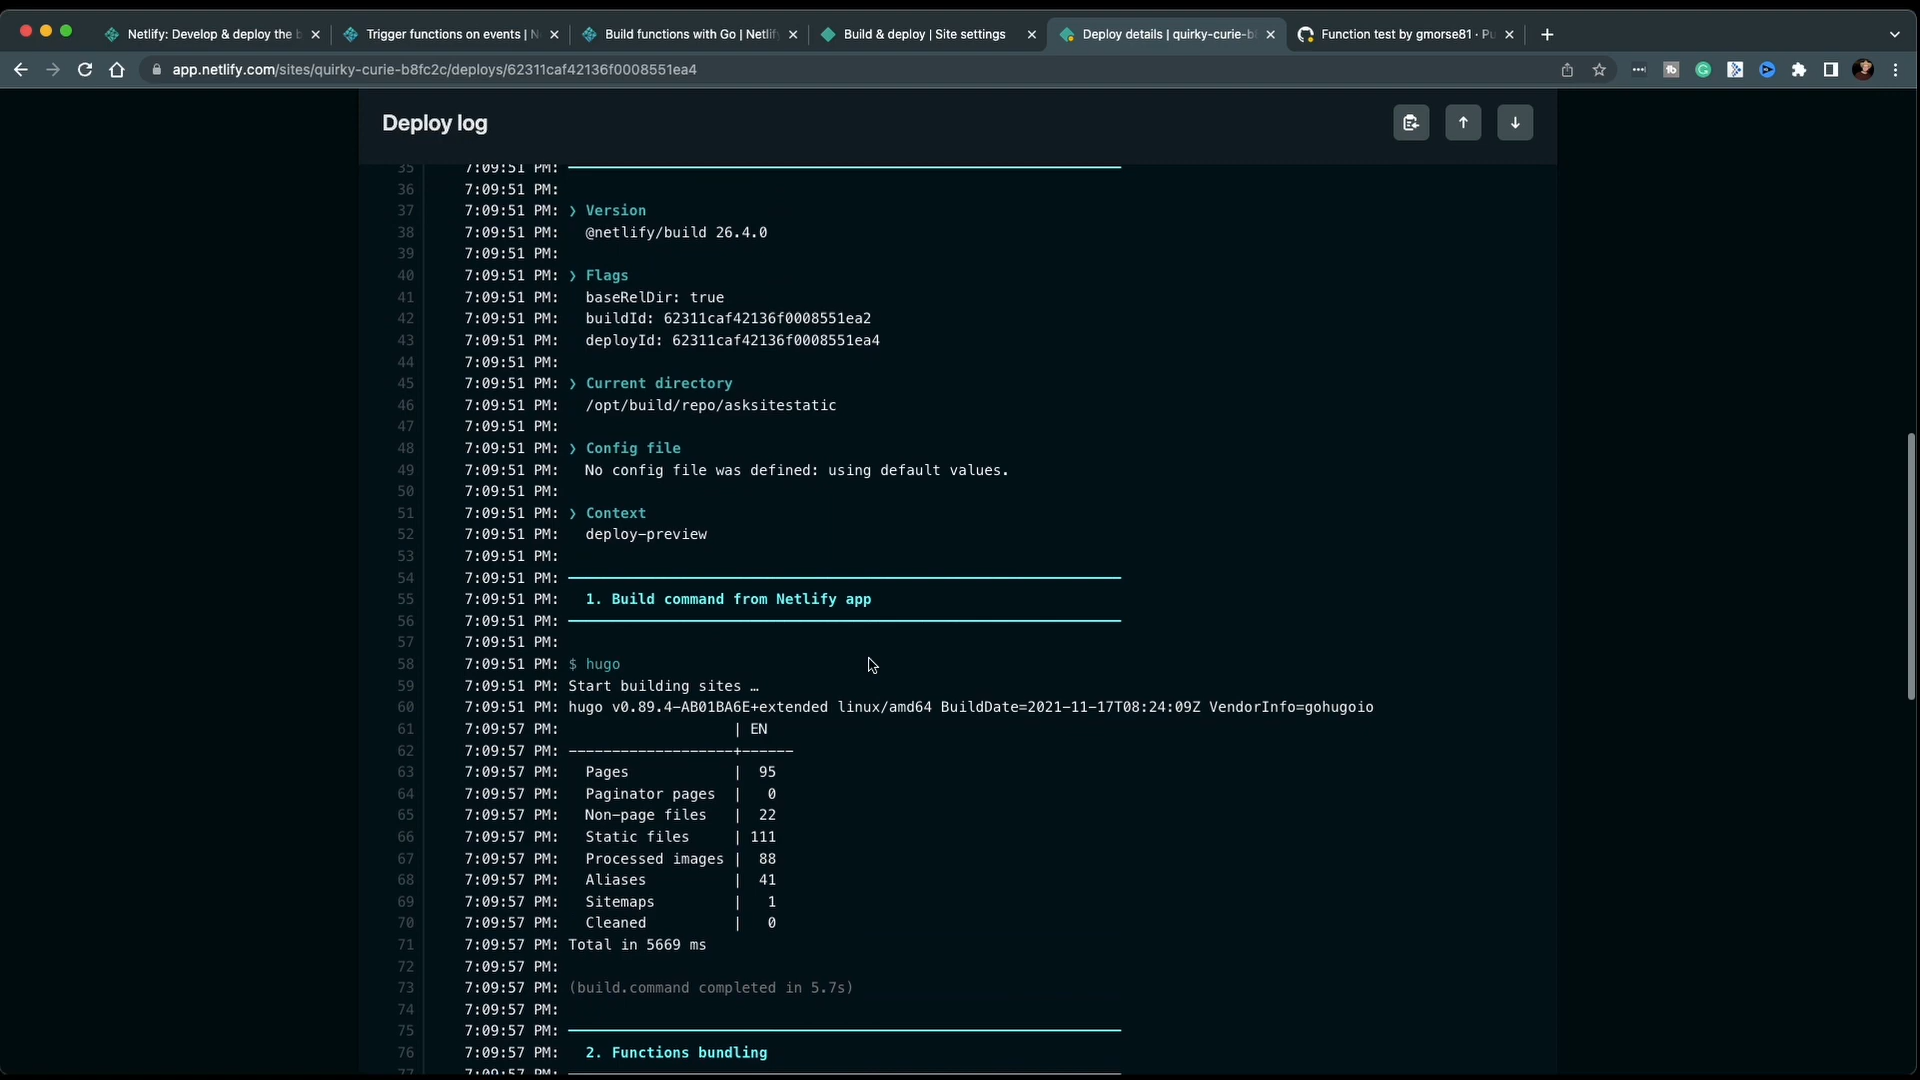 Netlify: Develop & deploy the b
Trigger functions on events | N
Build functions with Go | Netlif
Build & deploy | Site settings
Deploy details | quirky-curie-b
Function test by gmorse81 · Pu
app.netlify.com/sites/quirky-curie-b8fc2c/deploys/62311caf42136f0008551ea4
Deploy log
35 7:09:51 PM:
36 7:09:51 PM:
37 7:09:51 PM: ❯ Version
38 7:09:51 PM: @netlify/build 26.4.0
39 7:09:51 PM:
40 7:09:51 PM: ❯ Flags
41 7:09:51 PM: baseRelDir: true
42 7:09:51 PM: buildId: 62311caf42136f0008551ea2
43 7:09:51 PM: deployId: 62311caf42136f0008551ea4
44 7:09:51 PM:
45 7:09:51 PM: ❯ Current directory
46 7:09:51 PM: /opt/build/repo/asksitestatic
47 7:09:51 PM:
48 7:09:51 PM: ❯ Config file
49 7:09:51 PM: No config file was defined: using default values.
50 7:09:51 PM:
51 7:09:51 PM: ❯ Context
52 7:09:51 PM: deploy-preview
53 7:09:51 PM:
54 7:09:51 PM: ────────────────────────────────────────────────────────────────
55 7:09:51 PM: 1. Build command from Netlify app
56 7:09:51 PM: ────────────────────────────────────────────────────────────────
57 7:09:51 PM:
58 7:09:51 PM: $ hugo
59 7:09:51 PM: Start building sites …
60 7:09:51 PM: hugo v0.89.4-AB01BA6E+extended linux/amd64 BuildDate=2021-11-17T08:24:09Z VendorInfo=gohugoio
61 7:09:57 PM: | EN
62 7:09:57 PM: -------------------+------
63 7:09:57 PM: Pages | 95
64 7:09:57 PM: Paginator pages | 0
65 7:09:57 PM: Non-page files | 22
66 7:09:57 PM: Static files | 111
67 7:09:57 PM: Processed images | 88
68 7:09:57 PM: Aliases | 41
69 7:09:57 PM: Sitemaps | 1
70 7:09:57 PM: Cleaned | 0
71 7:09:57 PM: Total in 5669 ms
72 7:09:57 PM:
73 7:09:57 PM: (build.command completed in 5.7s)
74 7:09:57 PM:
75 7:09:57 PM: ────────────────────────────────────────────────────────────────
76 7:09:57 PM: 2. Functions bundling
77 7:09:57 PM: